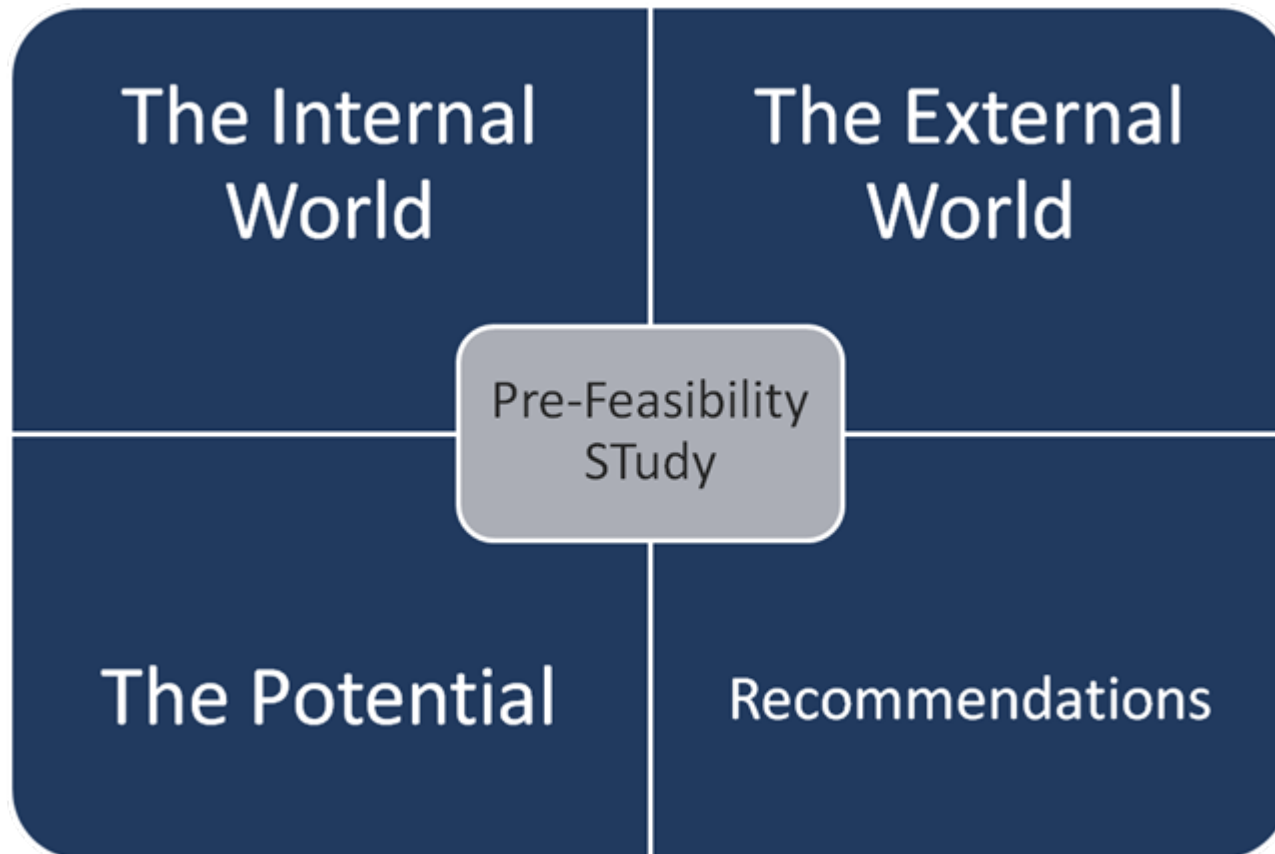 The Internal
World
The External
World
Pre-Feasibility
STudy
The Potential
Recommendations